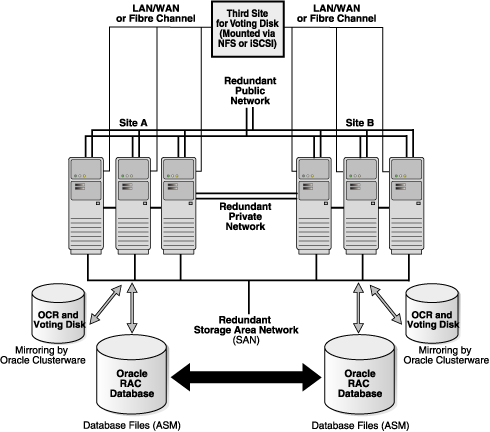 LAN/WAN
or Fibre Channel
Third Site
for Voting Disk
(Mounted via
NFS or iSCSI)
LAN/WAN
or Fibre Channel
Redundant
Public
Network
Site A
Site B
Redundant
Private
Network
OCR and
Voting Disk
Mirroring by
Oracle Clusterware
Redundant
Storage Area Network
(SAN)
OCR and
Voting Disk
Mirroring by
Oracle Clusterware
Oracle
RAC
Database
Oracle
RAC
Database
Database Files (ASM)
Database Files (ASM)